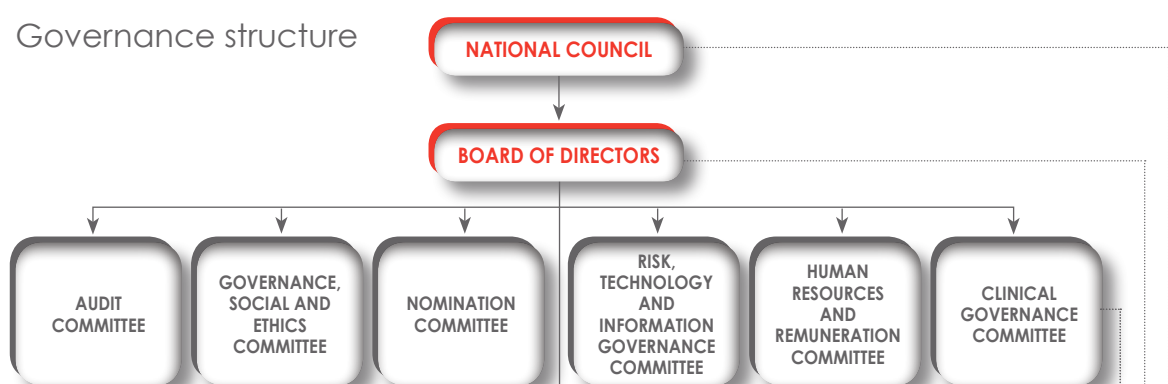 Governance structure
NATIONAL COUNCIL
BOARD OF DIRECTORS
AUDIT
COMMITTEE
GOVERNANCE,
SOCIAL AND
ETHICS
COMMITTEE
NOMINATION
COMMITTEE
RISK,
TECHNOLOGY
AND
INFORMATION
GOVERNANCE
COMMITTEE
HUMAN
RESOURCES
AND
REMUNERATION
COMMITTEE
CLINICAL
GOVERNANCE
COMMITTEE